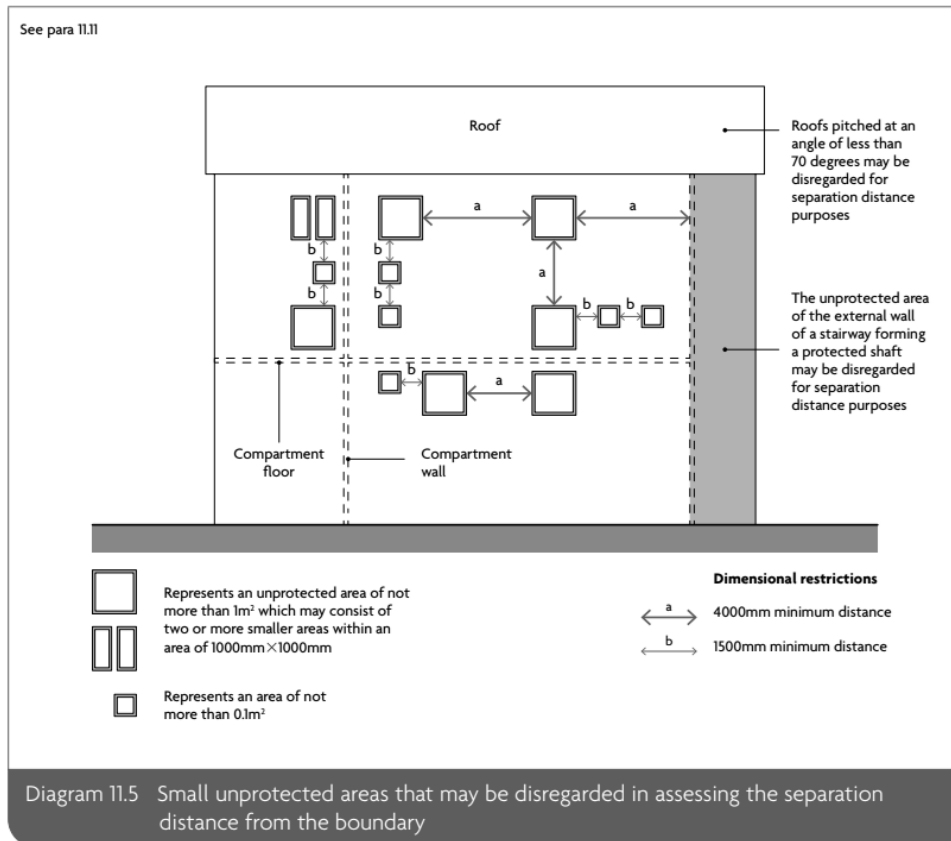 See para 11.11
Roof
Roofs pitched at an
angle of less than
70 degrees may be
disregarded for
separation distance
purposes
a
a
b
b
a
b
b
b
b
The unprotected area
of the external wall
of a stairway forming
a protected shaft
may be disregarded
for separation
distance purposes
b
a
Compartment
floor
Compartment
wall
Represents an unprotected area of not
more than 1m² which may consist of
two or more smaller areas within an
area of 1000mm×1000mm
Represents an area of not
more than 0.1m²
Dimensional restrictions
a
4000mm minimum distance
b
1500mm minimum distance
Diagram 11.5 Small unprotected areas that may be disregarded in assessing the separation
distance from the boundary